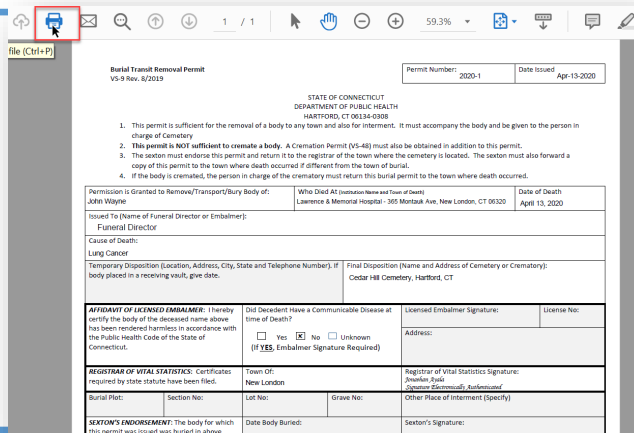 1 / 1
59.3%
file (Ctrl+P)
Burial Transit Removal Permit
VS-9 Rev. 8/2019
Permit Number:
2020-1
Date Issued
Apr-13-2020
STATE OF CONNECTICUT
DEPARTMENT OF PUBLIC HEALTH
HARTFORD, CT 06134-0308
1. This permit is sufficient for the removal of a body to any town and also for interment. It must accompany the body and be given to the person in
charge of Cemetery
2. This permit is NOT sufficient to cremate a body. A Cremation Permit (VS-48) must also be obtained in addition to this permit.
3. The sexton must endorse this permit and return it to the registrar of the town where the cemetery is located. The sexton must also forward a
copy of this permit to the town where death occurred if different from the town of burial.
4. If the body is cremated, the person in charge of the crematory must return this burial permit to the town where death occurred.
Permission is Granted to Remove/Transport/Bury Body of:
John Wayne
Who Died At (Institution Name and Town of Death)
Lawrence & Memorial Hospital - 365 Montauk Ave, New London, CT 06320
Date of Death
April 13, 2020
Issued To (Name of Funeral Director or Embalmer):
Funeral Director
Cause of Death:
Lung Cancer
Temporary Disposition (Location, Address, City, State and Telephone Number). If
body placed in a receiving vault, give date.
Final Disposition (Name and Address of Cemetery or Crematory):
Cedar Hill Cemetery, Hartford, CT
AFFIDAVIT OF LICENSED EMBALMER: I hereby
certify the body of the deceased name above
has been rendered harmless in accordance with
the Public Health Code of the State of
Connecticut.
Did Decedent Have a Communicable Disease at
time of Death?
Yes x No Unknown
(If YES, Embalmer Signature Required)
Licensed Embalmer Signature:
License No:
Address:
REGISTRAR OF VITAL STATISTICS: Certificates
required by state statute have been filed.
Town Of:
New London
Registrar of Vital Statistics Signature:
Jonathan Ayala
Signature Electronically Authenticated
Burial Plot:
Section No:
Lot No:
Grave No:
Other Place of Interment (Specify)
SEXTON'S ENDORSEMENT: The body for which
this permit was issued was buried in above
Date Body Buried:
Sexton's Signature: